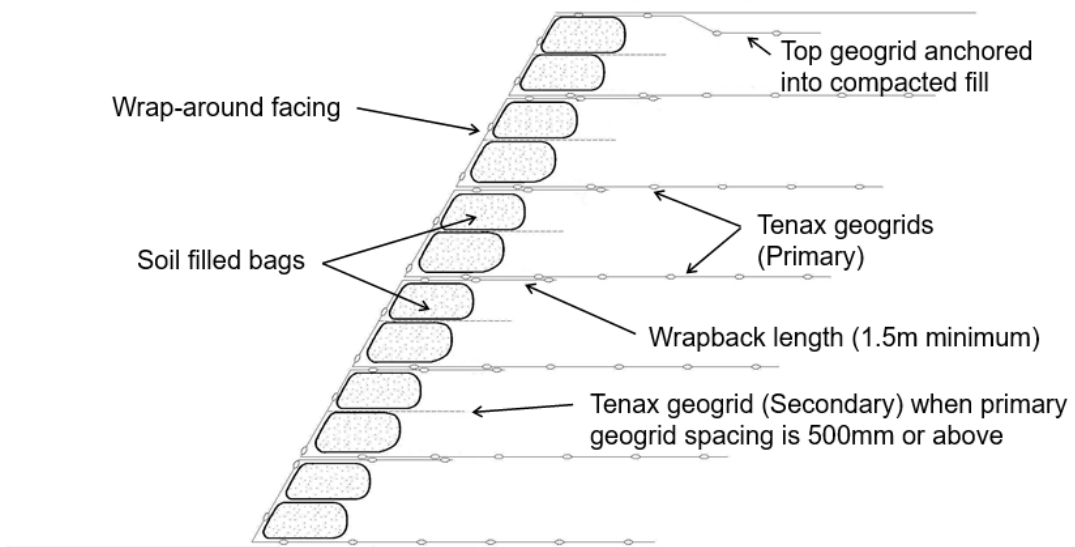 Top geogrid anchored
into compacted fill
Wrap-around facing
Tenax geogrids
(Primary)
Soil filled bags
Wrapback length (1.5m minimum)
Tenax geogrid (Secondary) when primary
geogrid spacing is 500mm or above